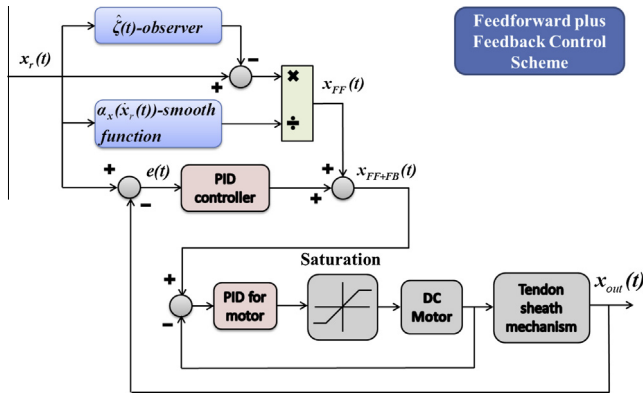 Feedforward plus
Feedback Control
Scheme
ζ̂(t)-observer
x_r(t)
−
+
×
÷
x_FF(t)
α_x(ẋ_r(t))-smooth
function
+
−
e(t)
PID
controller
+
+
x_FF+FB(t)
Saturation
+
−
PID for
motor
DC
Motor
Tendon
sheath
mechanism
x_out(t)